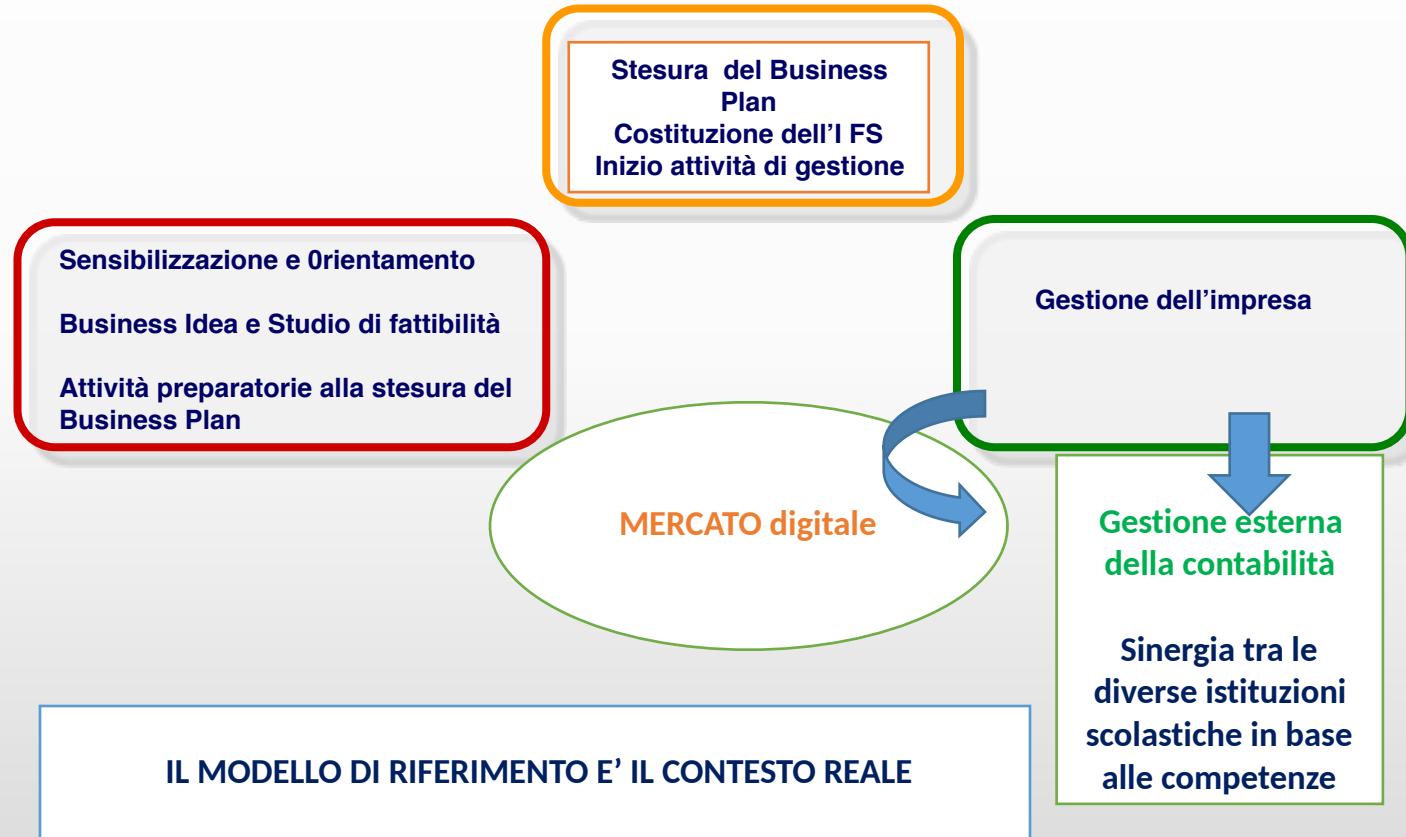 Stesura  del Business
Plan
Costituzione dell’I FS
Inizio attività di gestione
Sensibilizzazione e 0rientamento
Business Idea e Studio di fattibilità
Attività preparatorie alla stesura del
Business Plan
Gestione dell’impresa
MERCATO digitale
Gestione esterna
della contabilità
Sinergia tra le
diverse istituzioni
scolastiche in base
alle competenze
IL MODELLO DI RIFERIMENTO E’ IL CONTESTO REALE